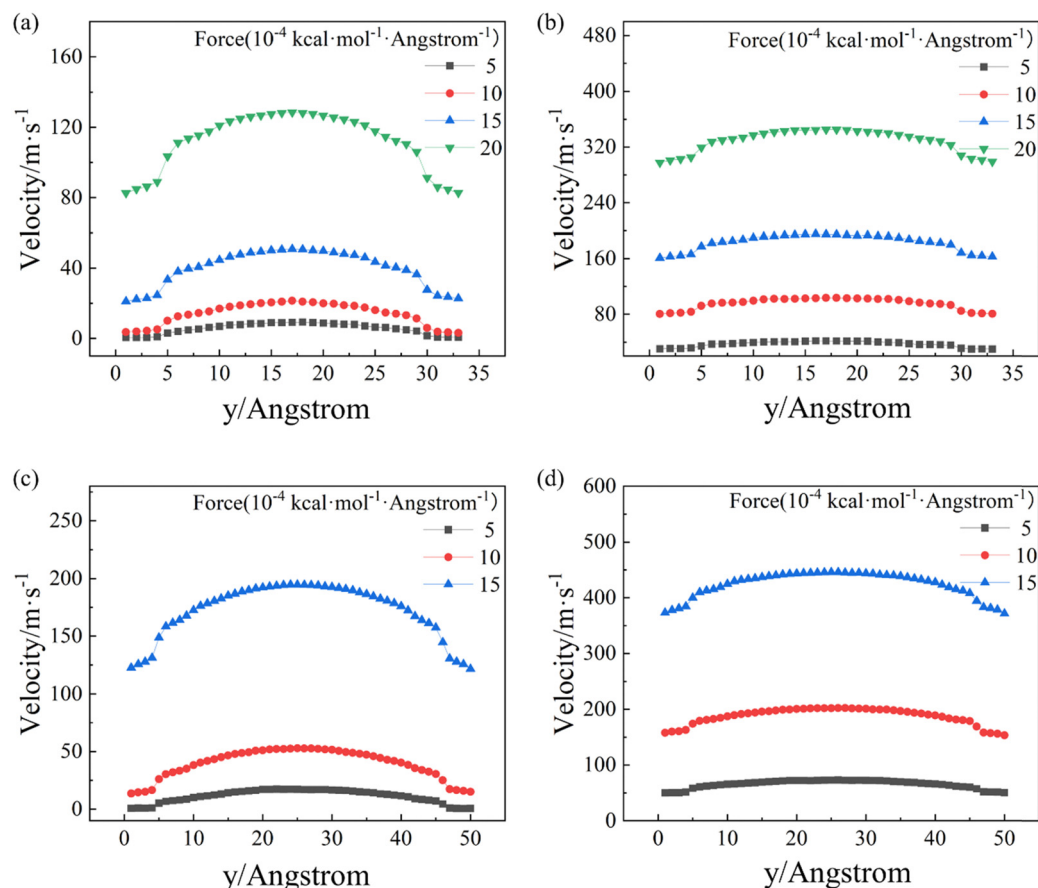 (a)
Force(10⁻⁴ kcal·mol⁻¹·Angstrom⁻¹)
5
10
15
20
160
120
80
40
0
Velocity/m·s⁻¹
0 5 10 15 20 25 30 35
y/Angstrom
(b)
Force(10⁻⁴ kcal·mol⁻¹·Angstrom⁻¹)
5
10
15
20
480
400
320
240
160
80
Velocity/m·s⁻¹
0 5 10 15 20 25 30 35
y/Angstrom
(c)
Force(10⁻⁴ kcal·mol⁻¹·Angstrom⁻¹)
5
10
15
250
200
150
100
50
0
Velocity/m·s⁻¹
0 10 20 30 40 50
y/Angstrom
(d)
Force(10⁻⁴ kcal·mol⁻¹·Angstrom⁻¹)
5
10
15
600
500
450
300
200
100
0
Velocity/m·s⁻¹
0 10 20 30 40 50
y/Angstrom